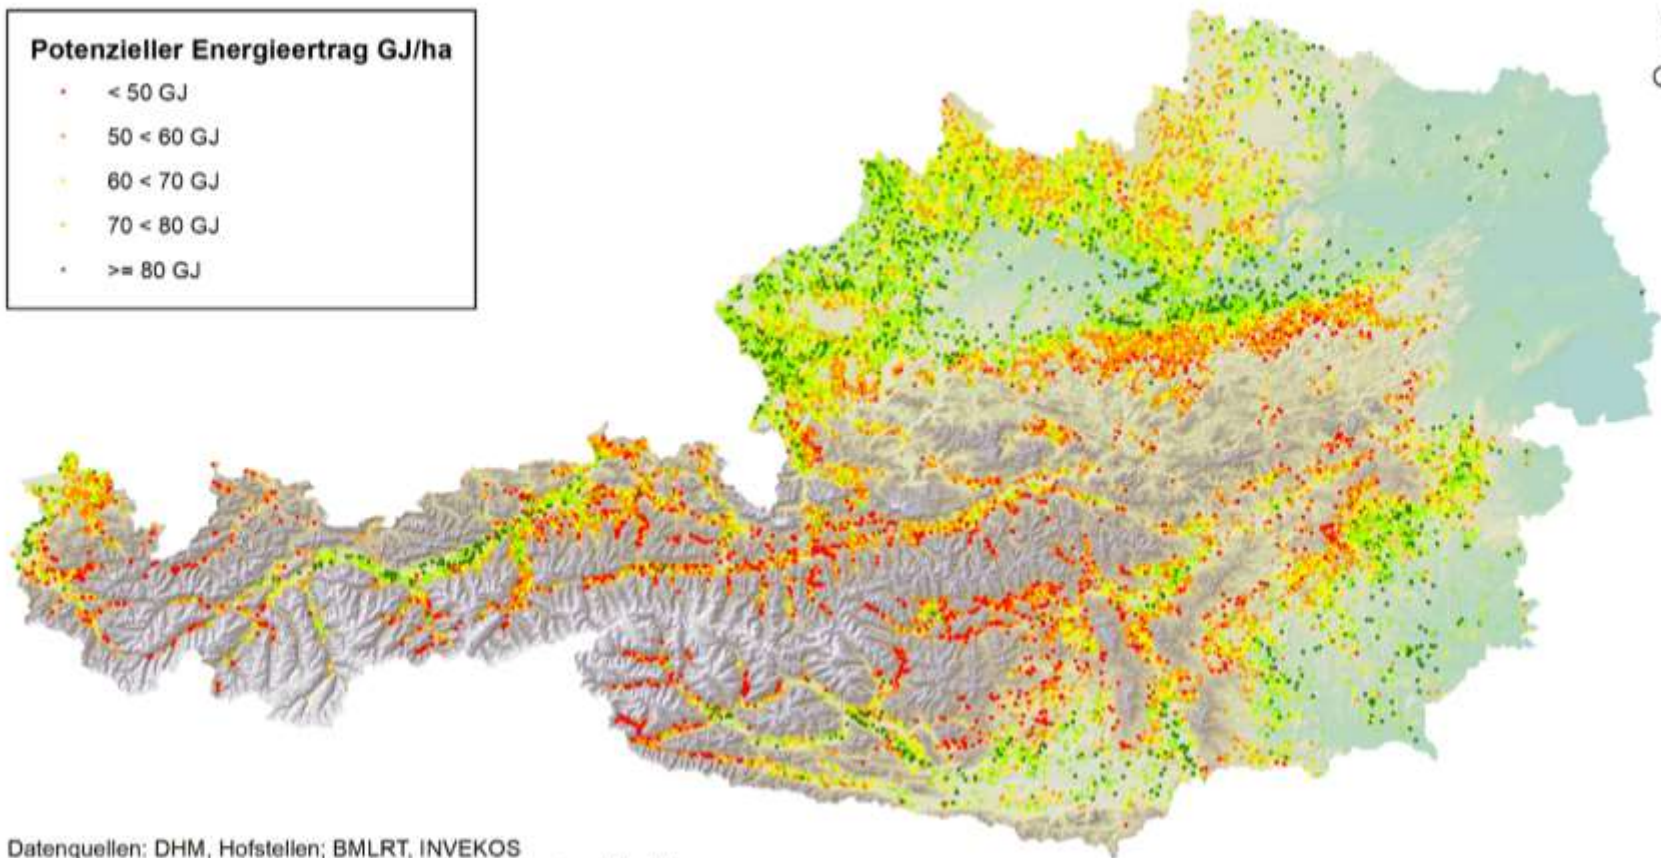 Potenzieller Energieertrag GJ/ha
< 50 GJ
50 < 60 GJ
60 < 70 GJ
70 < 80 GJ
>= 80 GJ
Datenquellen: DHM, Hofstellen; BMLRT, INVEKOS